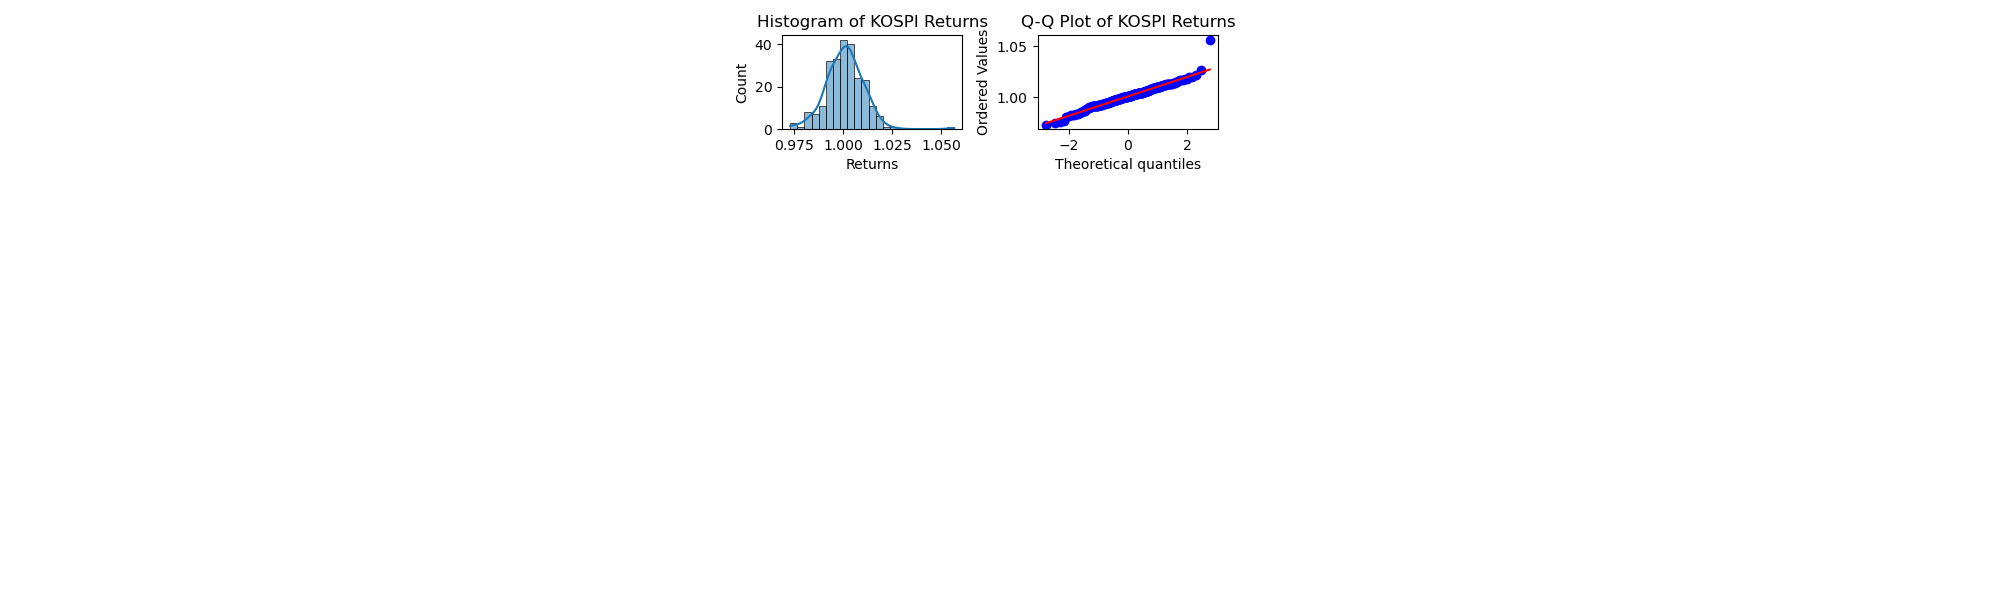 Histogram of KOSPI Returns
40
20
0
Count
0.975 1.000 1.025 1.050
Returns
Q-Q Plot of KOSPI Returns
1.05
1.00
Ordered Values
−2 0 2
Theoretical quantiles